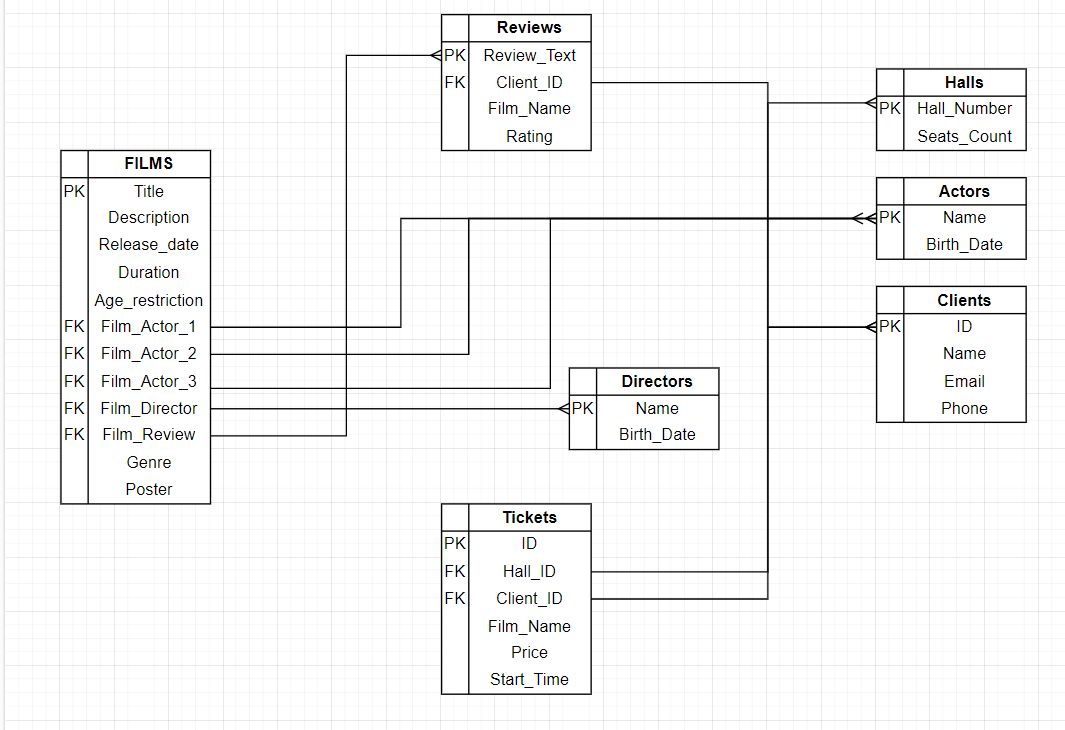 Reviews
PK Review_Text
FK Client_ID
Film_Name
Rating
Halls
PK Hall_Number
Seats_Count
FILMS
PK Title
Description
Release_date
Duration
Age_restriction
FK Film_Actor_1
FK Film_Actor_2
FK Film_Actor_3
FK Film_Director
FK Film_Review
Genre
Poster
Actors
PK Name
Birth_Date
Clients
PK ID
Name
Email
Phone
Directors
PK Name
Birth_Date
Tickets
PK ID
FK Hall_ID
FK Client_ID
Film_Name
Price
Start_Time